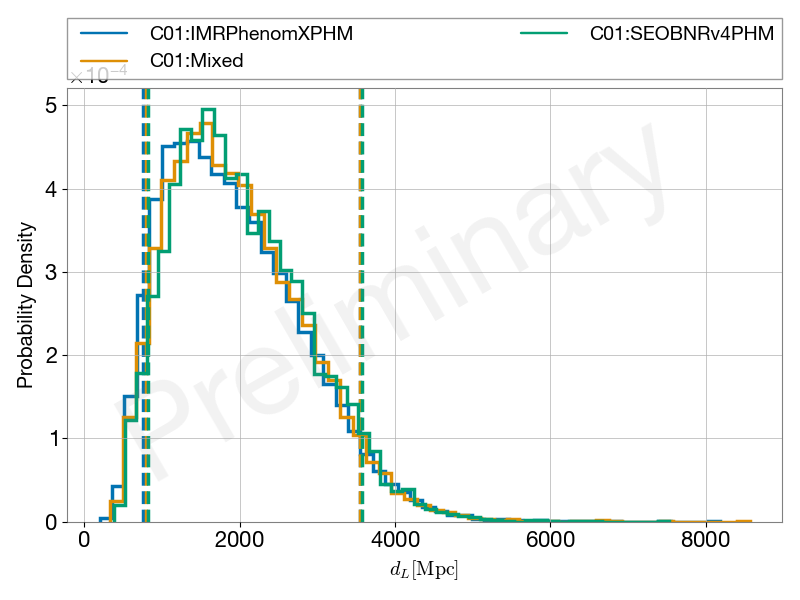 C01:IMRPhenomXPHM
C01:Mixed
C01:SEOBNRv4PHM
×10⁻⁴
5
4
3
2
1
0
Probability Density
Preliminary
0 2000 4000 6000 8000
d_L[Mpc]